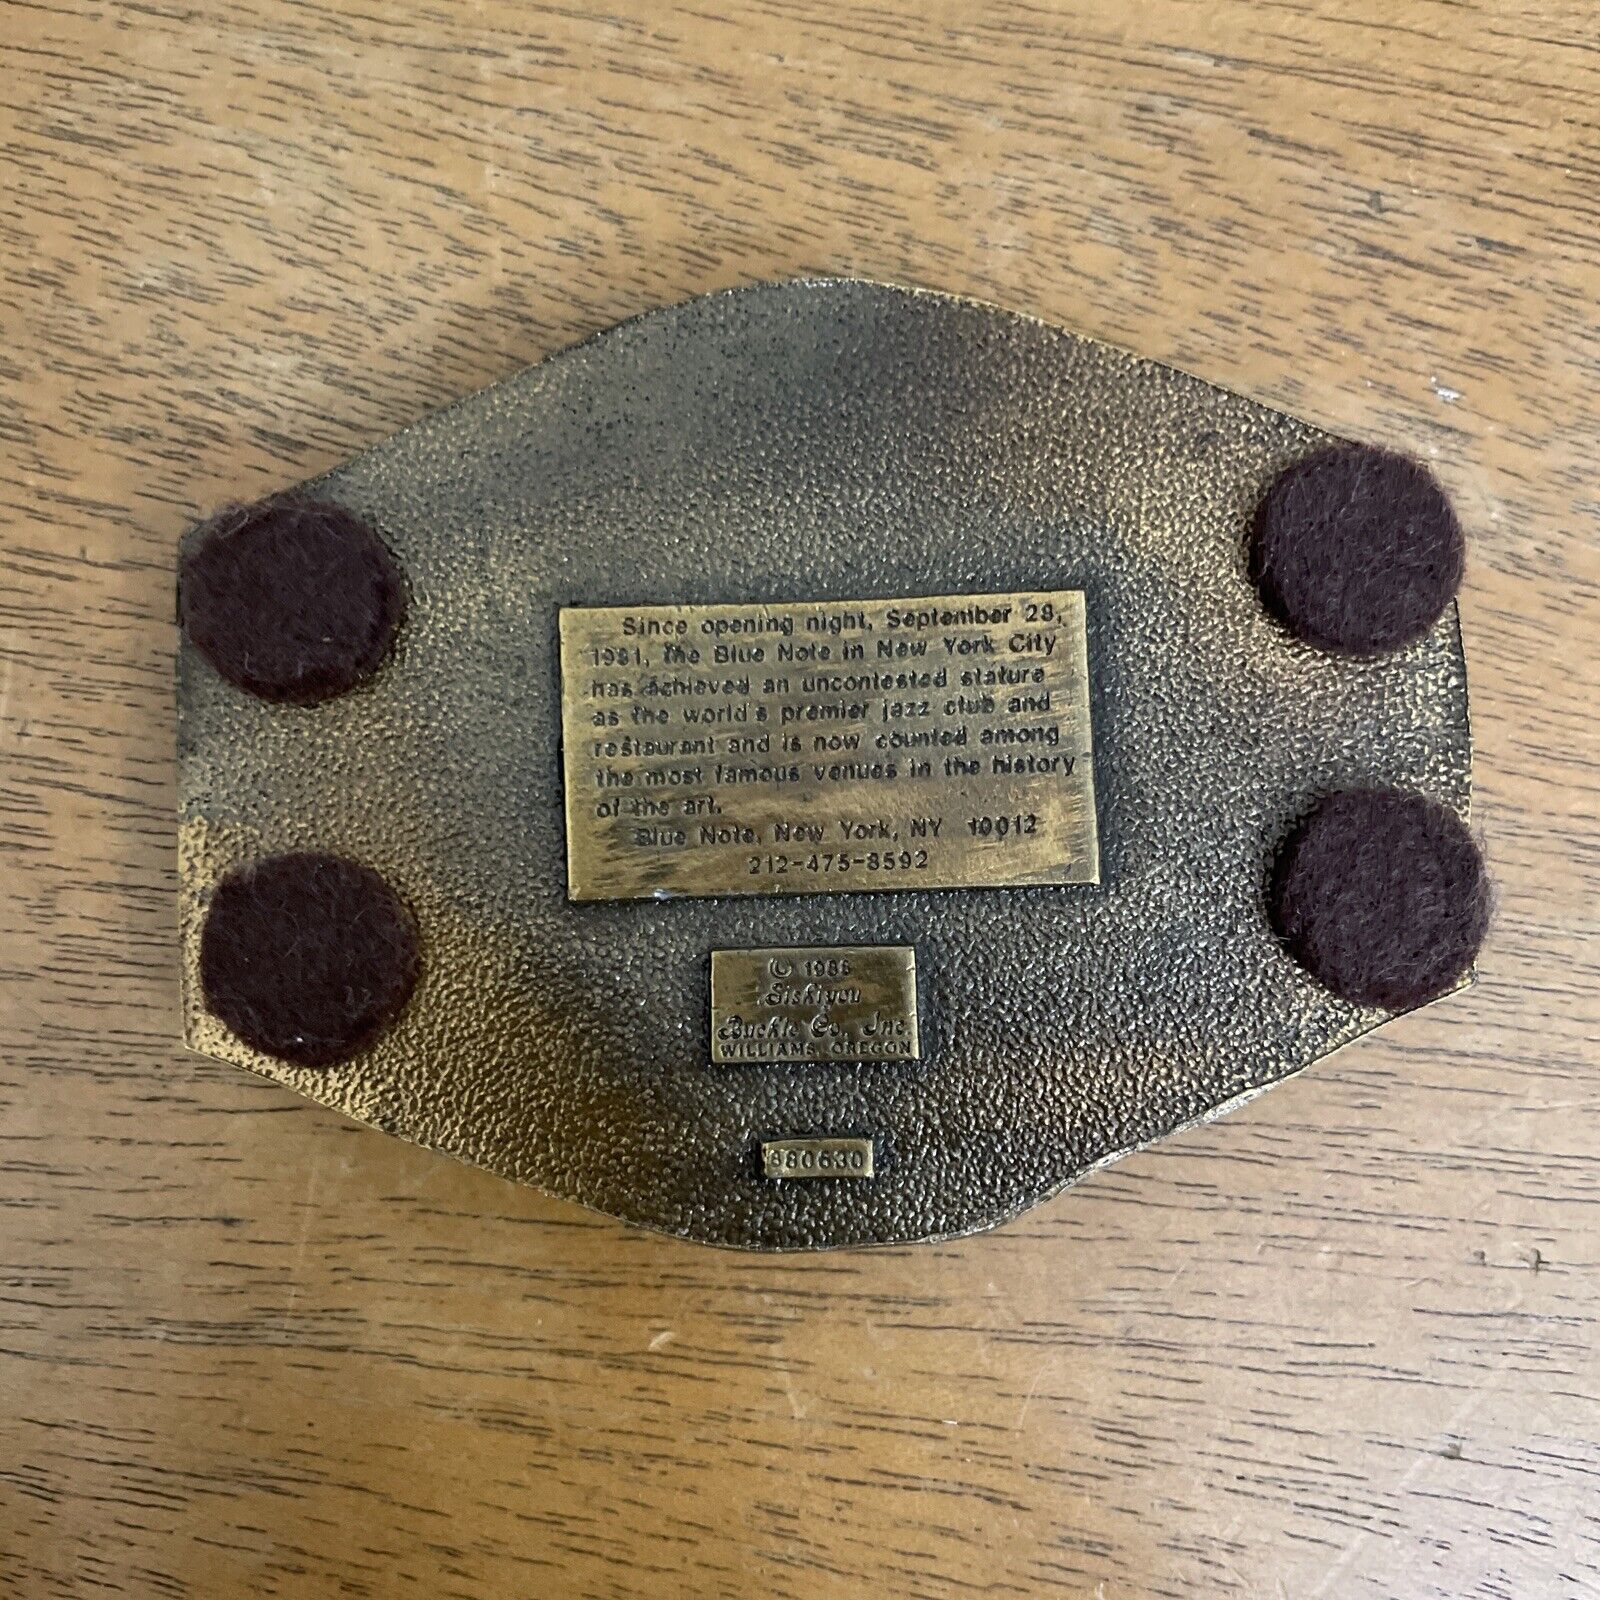 Since opening night, September 28,
1981, the Blue Note in New York City
has achieved an uncontested stature
as the world's premier jazz club and
restaurant and is now counted among
the most famous venues in the history
of the art.
Blue Note, New York, NY 10012
212-475-8592
© 1986
Siskiyou
Buckle Co., Inc.
WILLIAMS, OREGON
880630